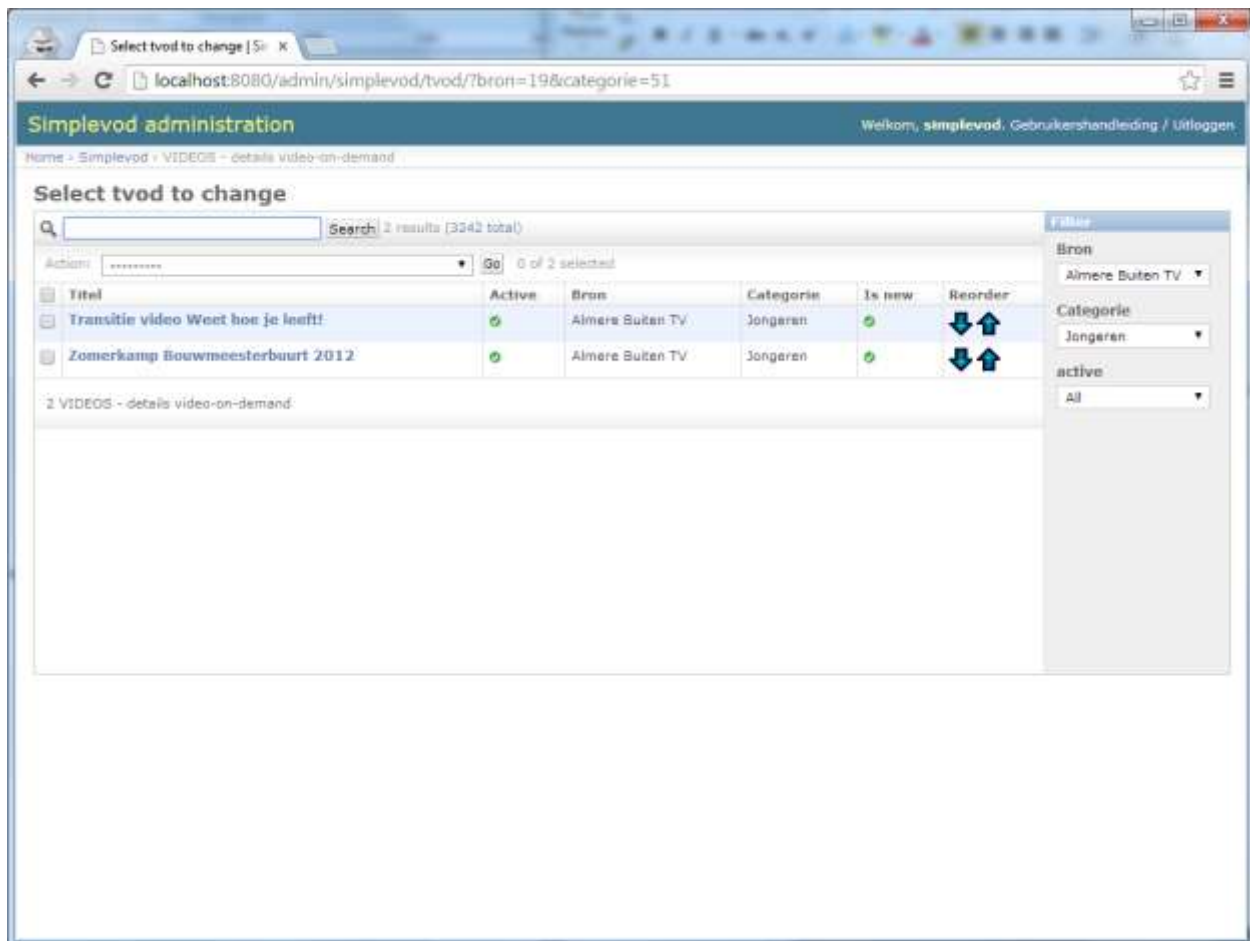 Select tvod to change | Si
localhost:8080/admin/simplevod/tvod/?bron=19&categorie=51
Simplevod administration
Welkom, simplevod. Gebruikershandleiding / Uitloggen
Home › Simplevod › VIDEOS - details video-on-demand
Select tvod to change
Search 2 results (3242 total)
Action: --------- Go 0 of 2 selected
Titel Active Bron Categorie Is new Reorder
Transitie video Weet hoe je leeft! Almere Buiten TV Jongeren
Zomerkamp Bouwmeesterbuurt 2012 Almere Buiten TV Jongeren
2 VIDEOS - details video-on-demand
Filter
Bron
Almere Buiten TV
Categorie
Jongeren
active
All